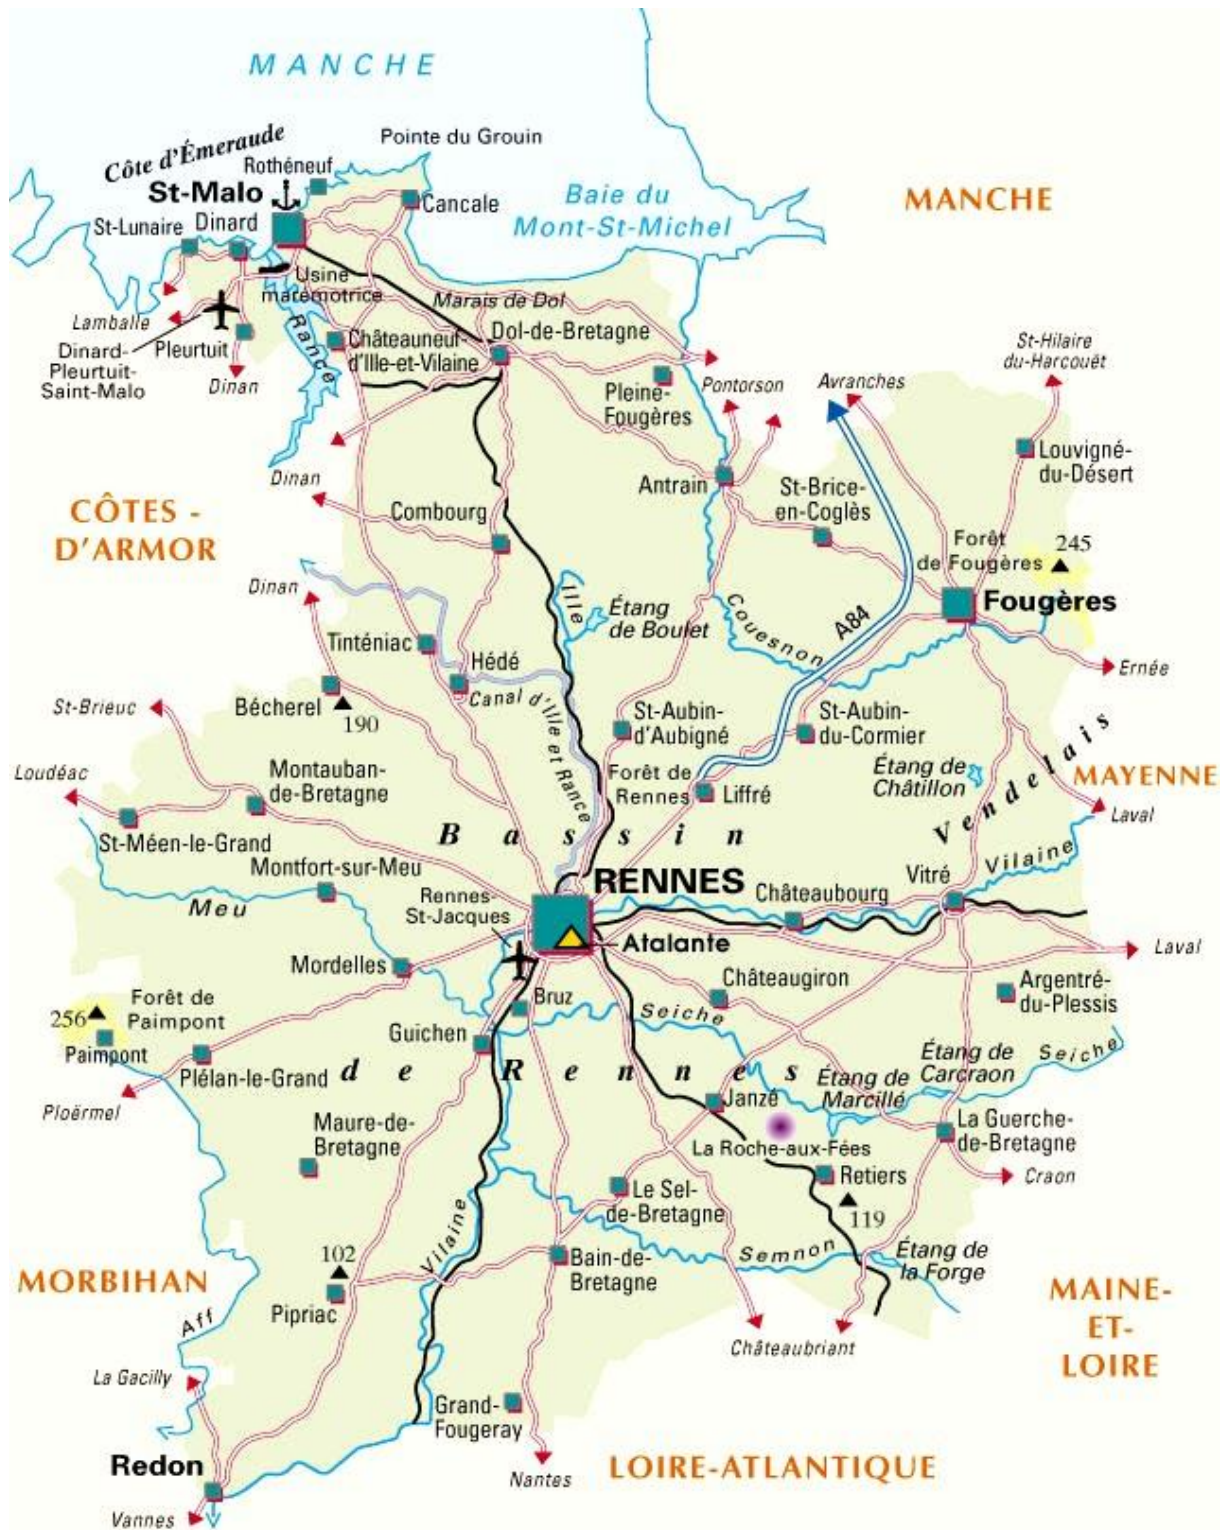 MANCHE
Côte d'Émeraude
Pointe du Grouin
Rothéneuf
St-Malo
Cancale
Baie du
Mont-St-Michel
MANCHE
St-Lunaire
Dinard
Usine
marémotrice
Marais de Dol
Lamballe
Rance
Dinard-
Pleurtuit-
Saint-Malo
Pleurtuit
Dinan
Châteauneuf-
d'Ille-et-Vilaine
Dol-de-Bretagne
Pleine-
Fougères
Pontorson
Avranches
St-Hilaire
du-Harcouët
Louvigné-
du-Désert
Dinan
Antrain
St-Brice-
en-Coglès
Combourg
CÔTES -
D'ARMOR
Forêt
de Fougères
245
Fougères
Dinan
Ille
Étang
de Boulet
Couesnon
A84
Ernée
Tinténiac
Hédé
Canal d'Ille et Rance
Bécherel
190
St-Brieuc
St-Aubin-
d'Aubigné
St-Aubin-
du-Cormier
Étang de
Châtillon
Vendelais
MAYENNE
Laval
Loudéac
Montauban-
de-Bretagne
Forêt de
Rennes
Liffré
St-Méen-le-Grand
Bassin
Montfort-sur-Meu
Meu
Rennes-
St-Jacques
RENNES
Châteaubourg
Vitré
Vilaine
Atalante
Laval
Mordelles
Châteaugiron
Argentré-
du-Plessis
Bruz
Seiche
256
Forêt de
Paimpont
Paimpont
Guichen
Plélan-le-Grand
de Rennes
Étang de
Carcraon
Seiche
Étang de
Marcillé
Ploërmel
Janzé
Maure-de-
Bretagne
La Roche-aux-Fées
La Guerche-
de-Bretagne
Craon
Retiers
119
Le Sel-
de-Bretagne
Vilaine
Semnon
Étang de
la Forge
102
Pipriac
Bain-de-
Bretagne
MORBIHAN
Aff
MAINE-
ET-
LOIRE
Châteaubriant
La Gacilly
Grand-
Fougeray
Redon
Nantes
LOIRE-ATLANTIQUE
Vannes